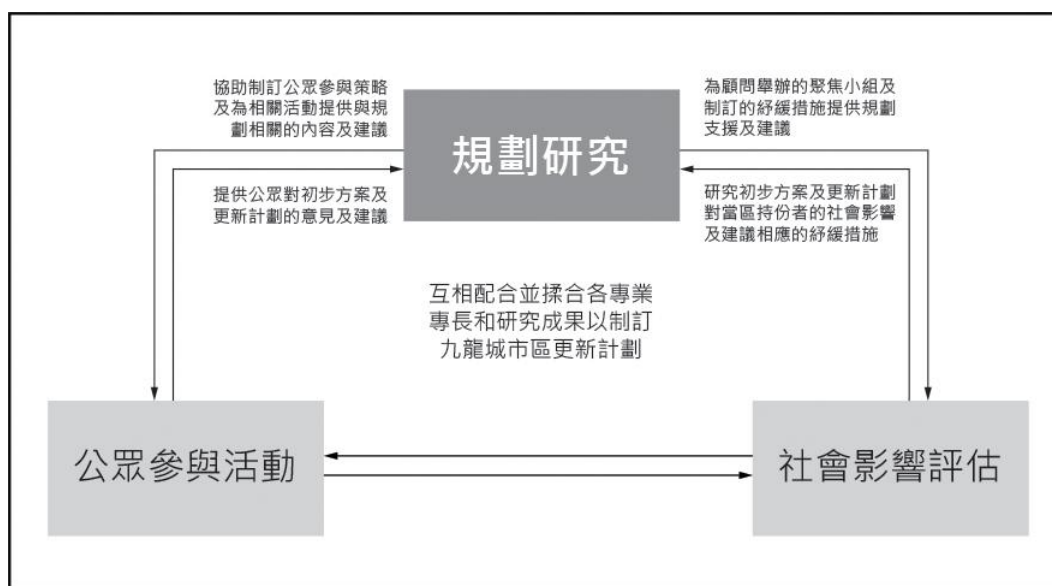 協助制訂公眾參與策略
及為相關活動提供與規
劃相關的內容及建議
規劃研究
為顧問舉辦的聚焦小組及
制訂的紓緩措施提供規劃
支援及建議
提供公眾對初步方案及
更新計劃的意見及建議
研究初步方案及更新計劃
對當區持份者的社會影響
及建議相應的紓緩措施
互相配合並揉合各專業
專長和研究成果以制訂
九龍城市區更新計劃
公眾參與活動
社會影響評估